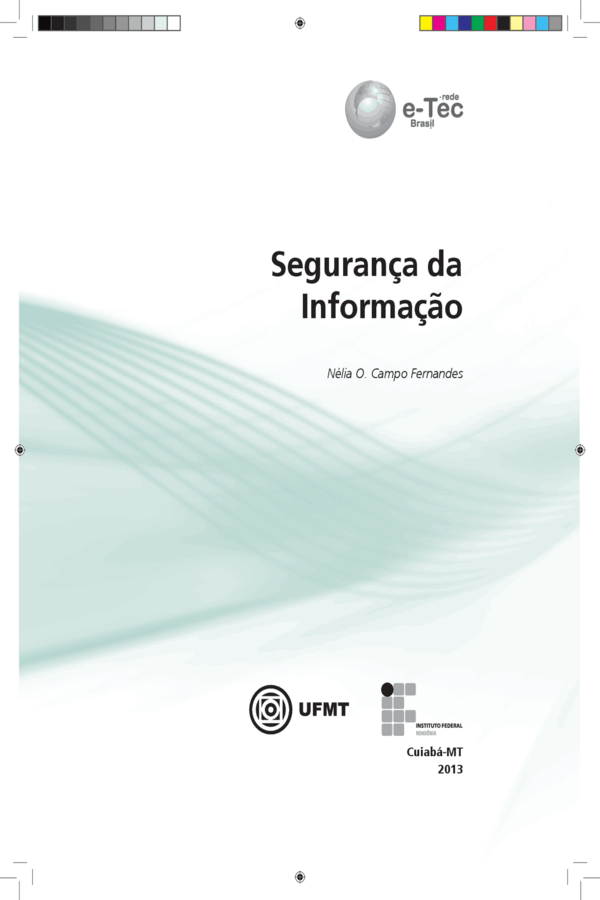 rede
e-Tec
Brasil
Segurança da
Informação
Nélia O. Campo Fernandes
UFMT
INSTITUTO FEDERAL
RONDÔNIA
Cuiabá-MT
2013